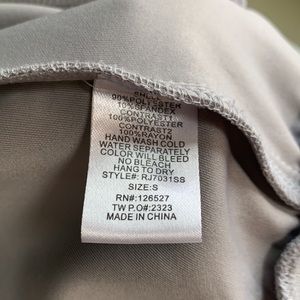 SHELL
90%POLYESTER
10%SPANDEX
CONTRAST1
100%POLYESTER
CONTRAST2
100%RAYON
HAND WASH COLD
WATER SEPARATELY
COLOR WILL BLEED
NO BLEACH
HANG TO DRY
STYLE#: RJ7031SS
SIZE:S
RN#:126527
TW P.O#:2323
MADE IN CHINA